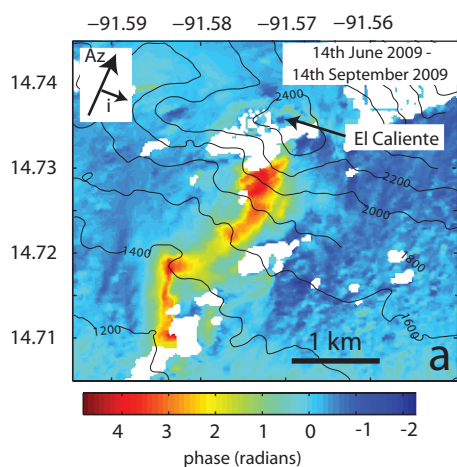 −91.59 −91.58 −91.57 −91.56
14.745
14.73
14.72
14.71
Az
i
14th June 2009 -
14th September 2009
2400
El Caliente
2200
2000
1800
1600
1400
1200
1 km
a
4 3 2 1 0 -1 -2
phase (radians)